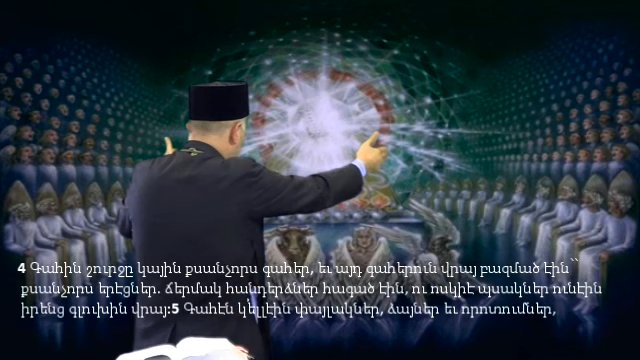 4 Գահին շուրջը կային քսանչորս գահեր, եւ այդ գահերուն վրայ բազմած էին՝՝
քսանչորս երէցներ. ճերմակ հանդերձներ հագած էին, ու ոսկիէ պսակներ ունէին
իրենց գլուխին վրայ:5 Գահէն կ՚ելլէին փայլակներ, ձայներ եւ որոտումներ,